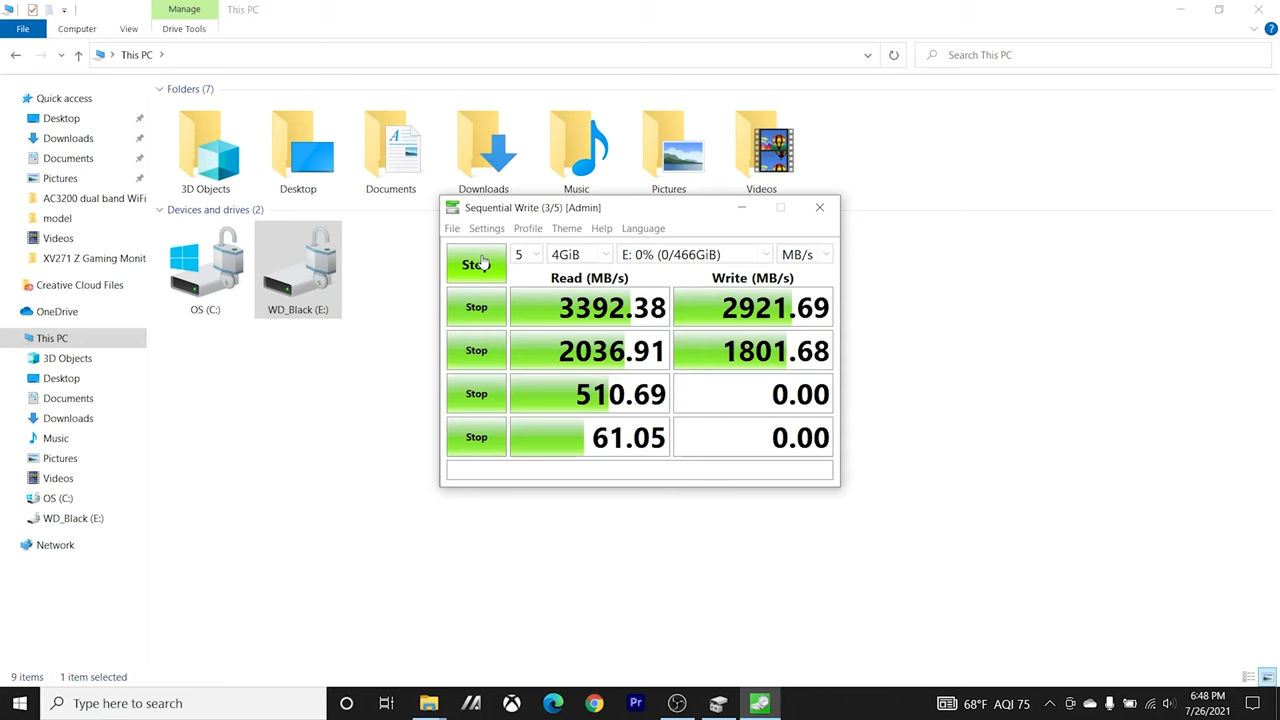 Manage
This PC
File
Computer
View
Drive Tools
This PC
Search This PC
Quick access
Desktop
Downloads
Documents
Pictures
AC3200 dual band WiFi
model
Videos
XV271 Z Gaming Monit
Creative Cloud Files
OneDrive
This PC
3D Objects
Desktop
Documents
Downloads
Music
Pictures
Videos
OS (C:)
WD_Black (E:)
Network
Folders (7)
3D Objects
Desktop
Documents
Downloads
Music
Pictures
Videos
Devices and drives (2)
OS (C:)
WD_Black (E:)
Sequential Write (3/5) [Admin]
File Settings Profile Theme Help Language
Stop 5 4GiB E: 0% (0/466GiB) MB/s
Read (MB/s) Write (MB/s)
Stop 3392.38 2921.69
Stop 2036.91 1801.68
Stop 510.69 0.00
Stop 61.05 0.00
9 items 1 item selected
Type here to search
Pr
68°F AQI 75
6:48 PM
7/26/2021